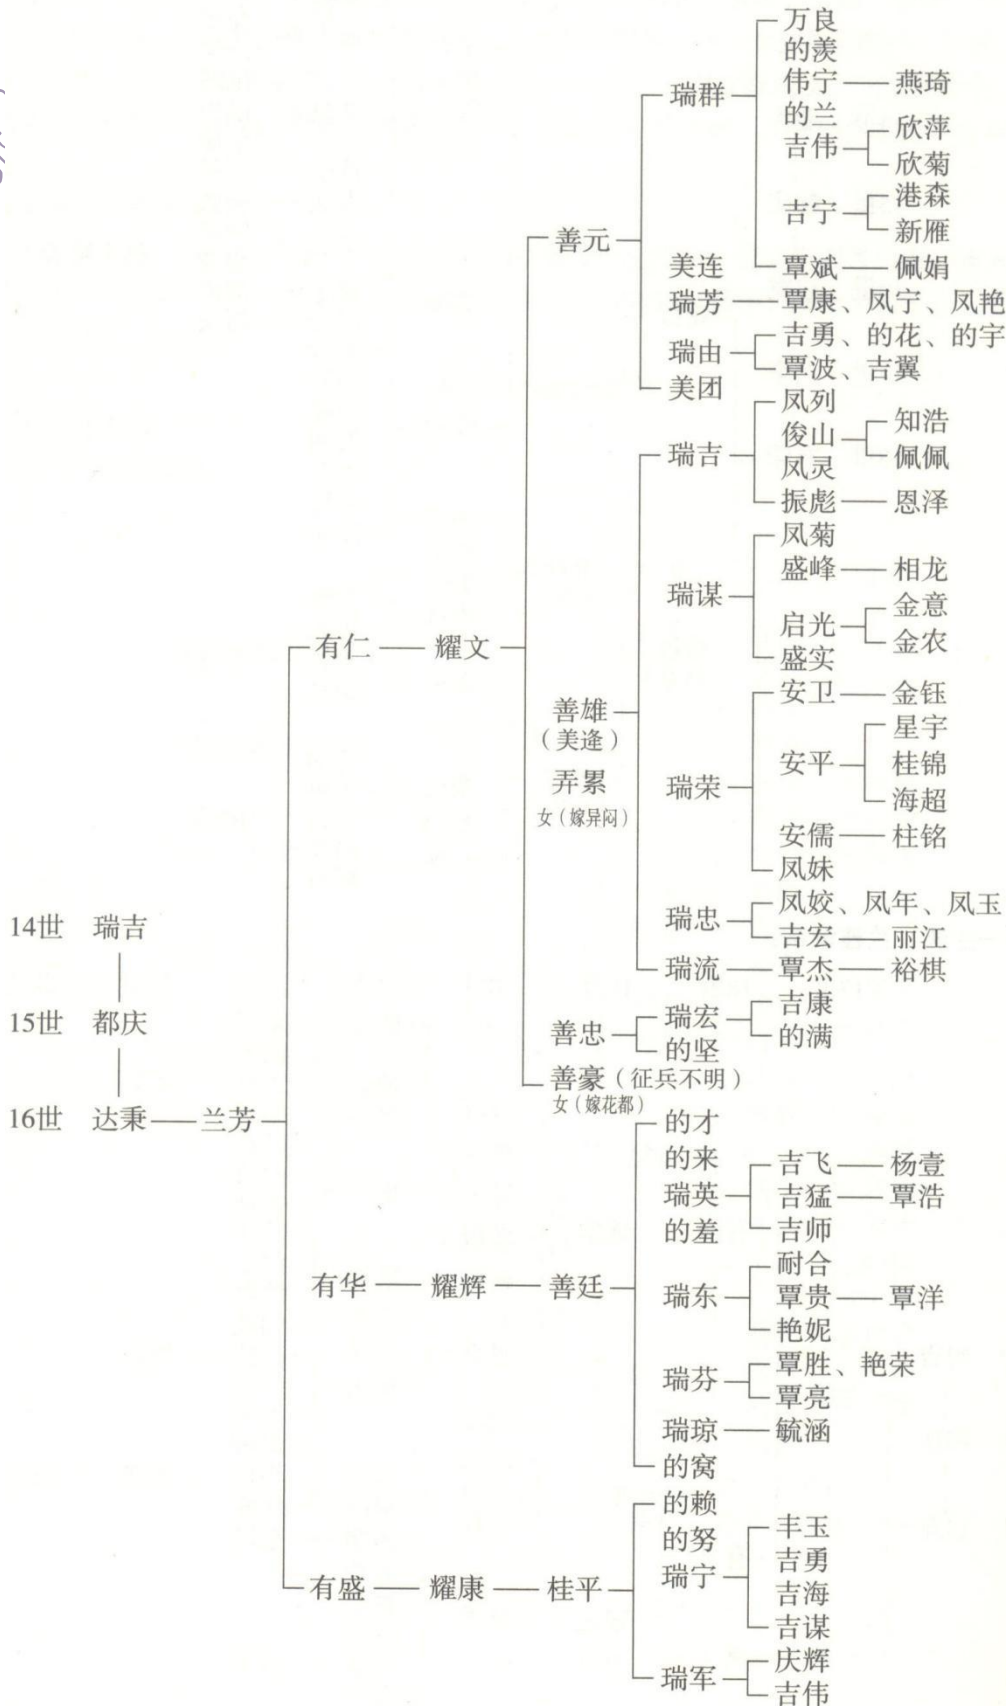 万良
的羡
伟宁 燕琦
瑞群
的兰
吉伟 欣萍
欣菊
吉宁 港森
新雁
善元
美连 覃斌 佩娟
瑞芳 覃康、凤宁、凤艳
瑞由 吉勇、的花、的宇
覃波、吉翼
美团
凤列
瑞吉 俊山 知浩
佩佩
凤灵
振彪 恩泽
凤菊
盛峰 相龙
瑞谋
启光 金意
金农
盛实
有仁 耀文
安卫 金钰
善雄
(美逢)
弄累
女(嫁异闷)
瑞荣
安平 星宇
桂锦
海超
安儒 柱铭
凤妹
瑞忠 凤姣、凤年、凤玉
吉宏 丽江
瑞流 覃杰 裕棋
善忠 瑞宏 吉康
的满
的坚
善豪(征兵不明)
女(嫁花都)
14世 瑞吉
15世 都庆
16世 达秉 兰芳
的才
的来
瑞英 吉飞 杨壹
吉猛 覃浩
吉师
的羞
有华 耀辉 善廷
瑞东 耐合
覃贵 覃洋
艳妮
瑞芬 覃胜、艳荣
覃亮
瑞琼 毓涵
的窝
的赖
的努
有盛 耀康 桂平
瑞宁 丰玉
吉勇
吉海
吉谋
瑞军 庆辉
吉伟